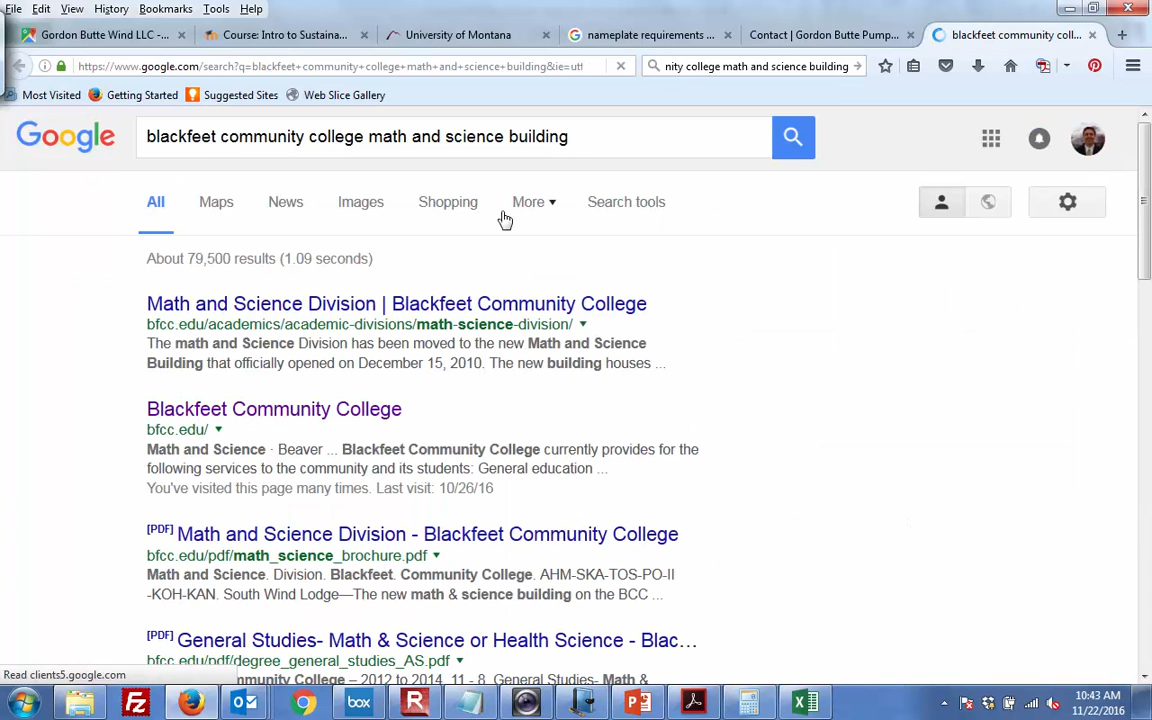 File Edit View History Bookmarks Tools Help
Gordon Butte Wind LLC -... × Course: Intro to Sustaina... × University of Montana × nameplate requirements ... × Contact | Gordon Butte Pump... × blackfeet community coll... × +
https://www.google.com/search?q=blackfeet+community+college+math+and+science+building&ie=utf × nity college math and science building
Most Visited Getting Started Suggested Sites Web Slice Gallery
Google blackfeet community college math and science building
All Maps News Images Shopping More Search tools
About 79,500 results (1.09 seconds)
Math and Science Division | Blackfeet Community College
bfcc.edu/academics/academic-divisions/math-science-division/
The math and Science Division has been moved to the new Math and Science
Building that officially opened on December 15, 2010. The new building houses ...
Blackfeet Community College
bfcc.edu/
Math and Science · Beaver ... Blackfeet Community College currently provides for the
following services to the community and its students: General education ...
You've visited this page many times. Last visit: 10/26/16
[PDF] Math and Science Division - Blackfeet Community College
bfcc.edu/pdf/math_science_brochure.pdf
Math and Science. Division. Blackfeet. Community College. AHM-SKA-TOS-PO-II
-KOH-KAN. South Wind Lodge—The new math & science building on the BCC ...
[PDF] General Studies- Math & Science or Health Science - Blac...
bfcc.edu/pdf/degree_general_studies_AS.pdf
Community College – 2012 to 2014. 11 - 8. General Studies- Math &
Read clients5.google.com
box
10:43 AM
11/22/2016